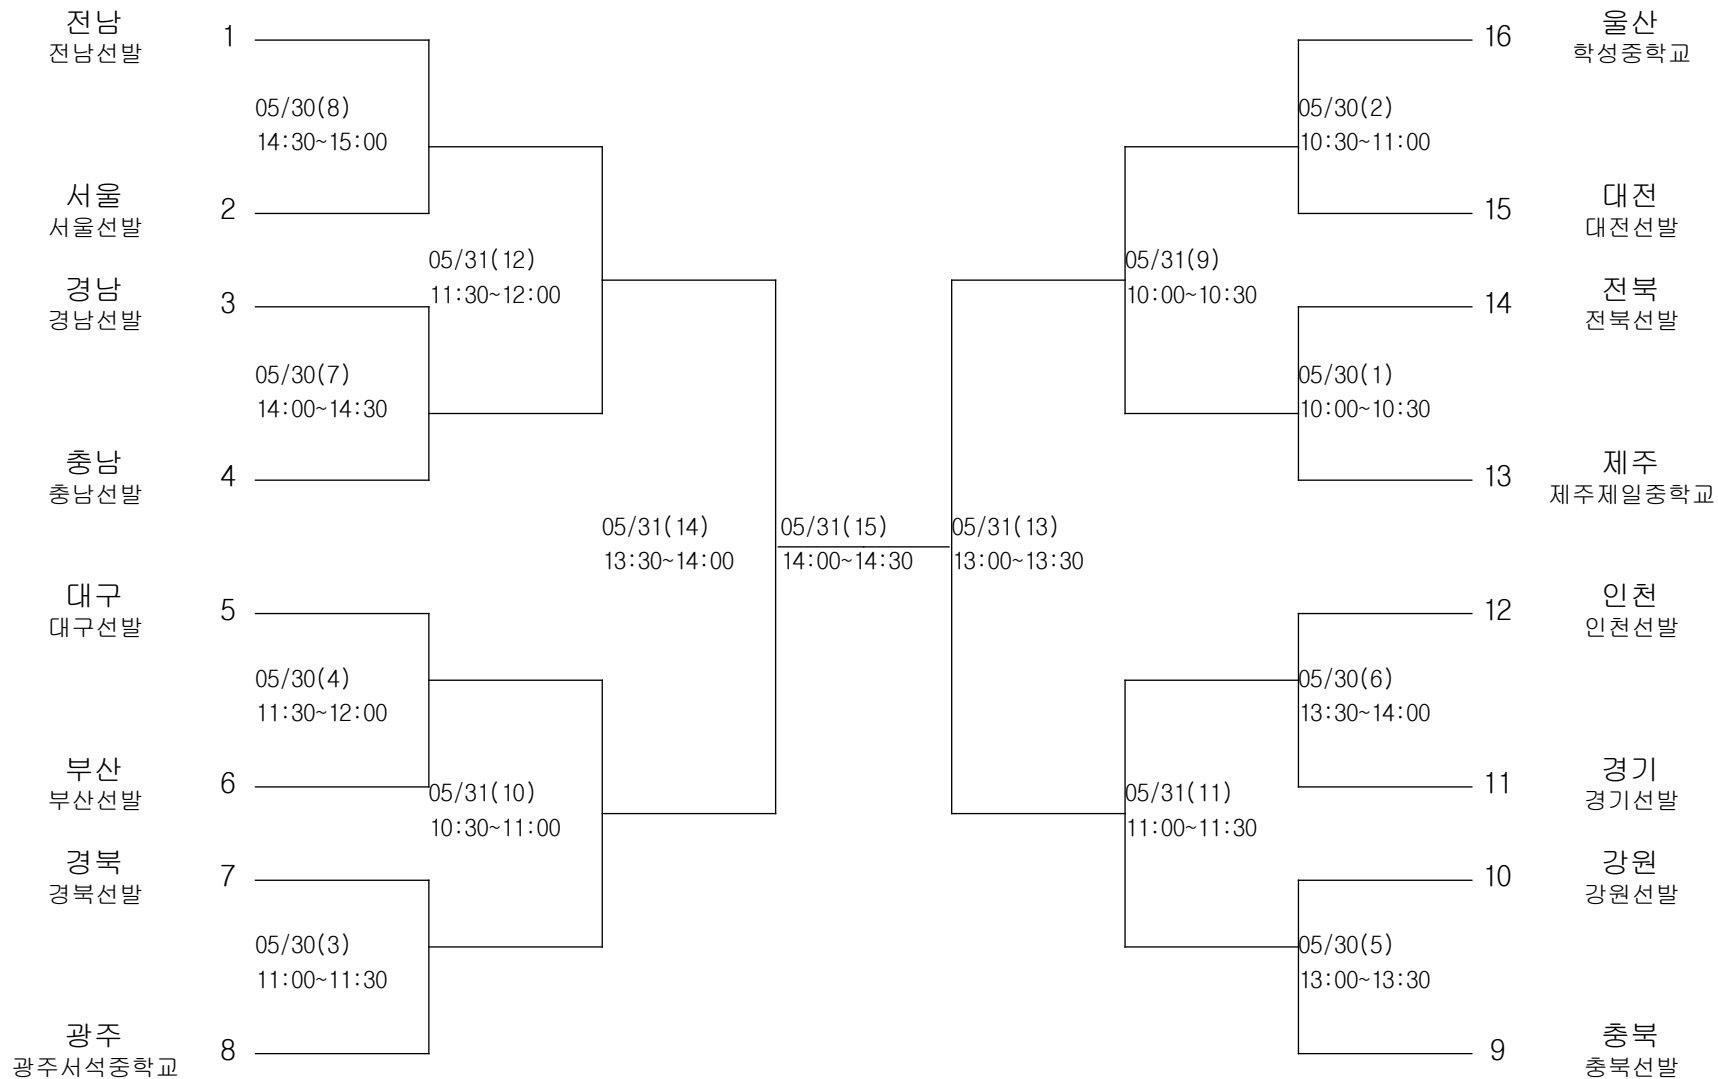 전남
전남선발
1
05/30(8)
14:30~15:00
서울
서울선발
2
05/31(12)
11:30~12:00
경남
경남선발
3
05/30(7)
14:00~14:30
충남
충남선발
4
05/31(14)
13:30~14:00
대구
대구선발
5
05/30(4)
11:30~12:00
부산
부산선발
6
05/31(10)
10:30~11:00
경북
경북선발
7
05/30(3)
11:00~11:30
광주
광주서석중학교
8
05/31(15)
14:00~14:30
16
울산
학성중학교
05/30(2)
10:30~11:00
15
대전
대전선발
05/31(9)
10:00~10:30
14
전북
전북선발
05/30(1)
10:00~10:30
13
제주
제주제일중학교
05/31(13)
13:00~13:30
12
인천
인천선발
05/30(6)
13:30~14:00
11
경기
경기선발
05/31(11)
11:00~11:30
10
강원
강원선발
05/30(5)
13:00~13:30
9
충북
충북선발